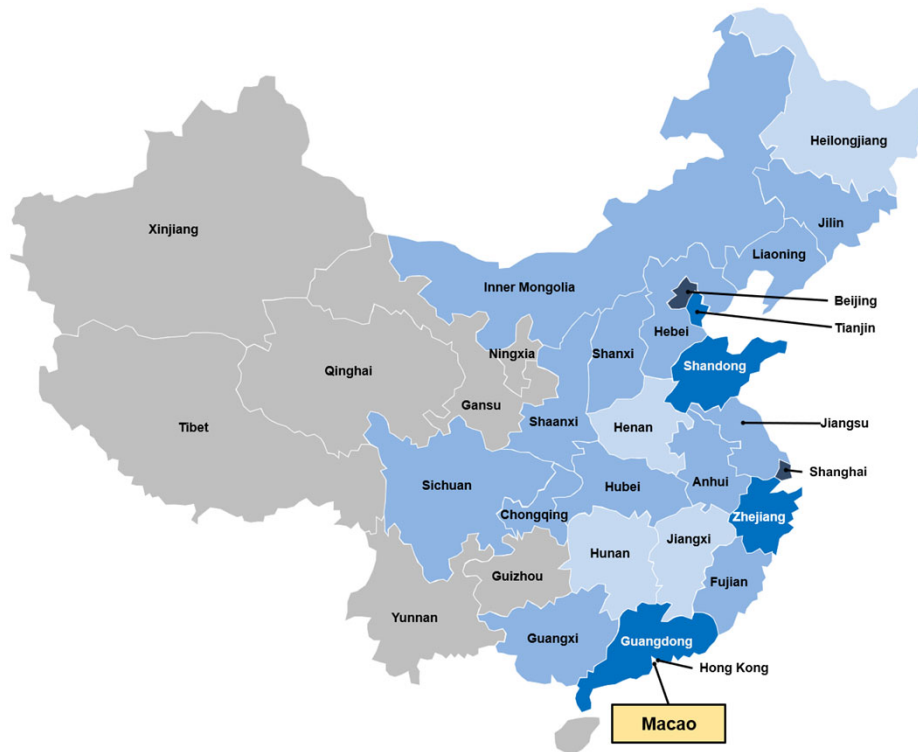 Heilongjiang
Xinjiang
Jilin
Liaoning
Inner Mongolia
Beijing
Tianjin
Hebei
Ningxia
Shanxi
Shandong
Qinghai
Gansu
Tibet
Shaanxi
Henan
Jiangsu
Shanghai
Sichuan
Hubei
Anhui
Chongqing
Zhejiang
Jiangxi
Hunan
Guizhou
Fujian
Yunnan
Guangxi
Guangdong
Hong Kong
Macao